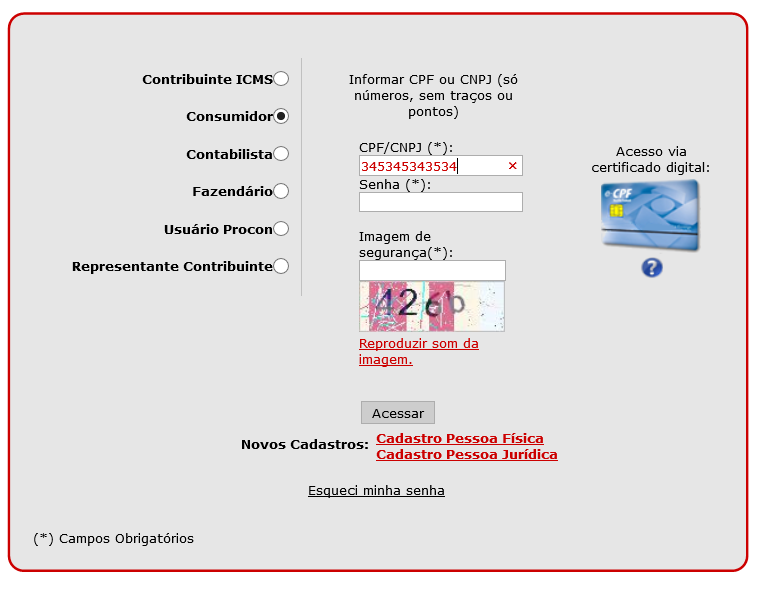 Contribuinte ICMS
Consumidor
Contabilista
Fazendário
Usuário Procon
Representante Contribuinte
Informar CPF ou CNPJ (só
números, sem traços ou
pontos)
CPF/CNPJ (*):
345345343534
Senha (*):
Imagem de
segurança(*):
Reproduzir som da
imagem.
Acesso via
certificado digital:
e-CPF
?
Acessar
Novos Cadastros:
Cadastro Pessoa Física
Cadastro Pessoa Jurídica
Esqueci minha senha
(*) Campos Obrigatórios